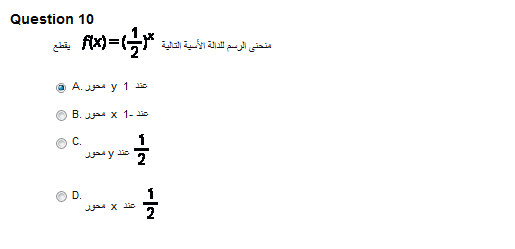 Question 10
منحنى الرسم للدالة الأسية التالية f(x)=(1/2)^x يقطع
A. محور y عند 1
B. محور x عند -1
C. محور y عند 1/2
D. محور x عند 1/2